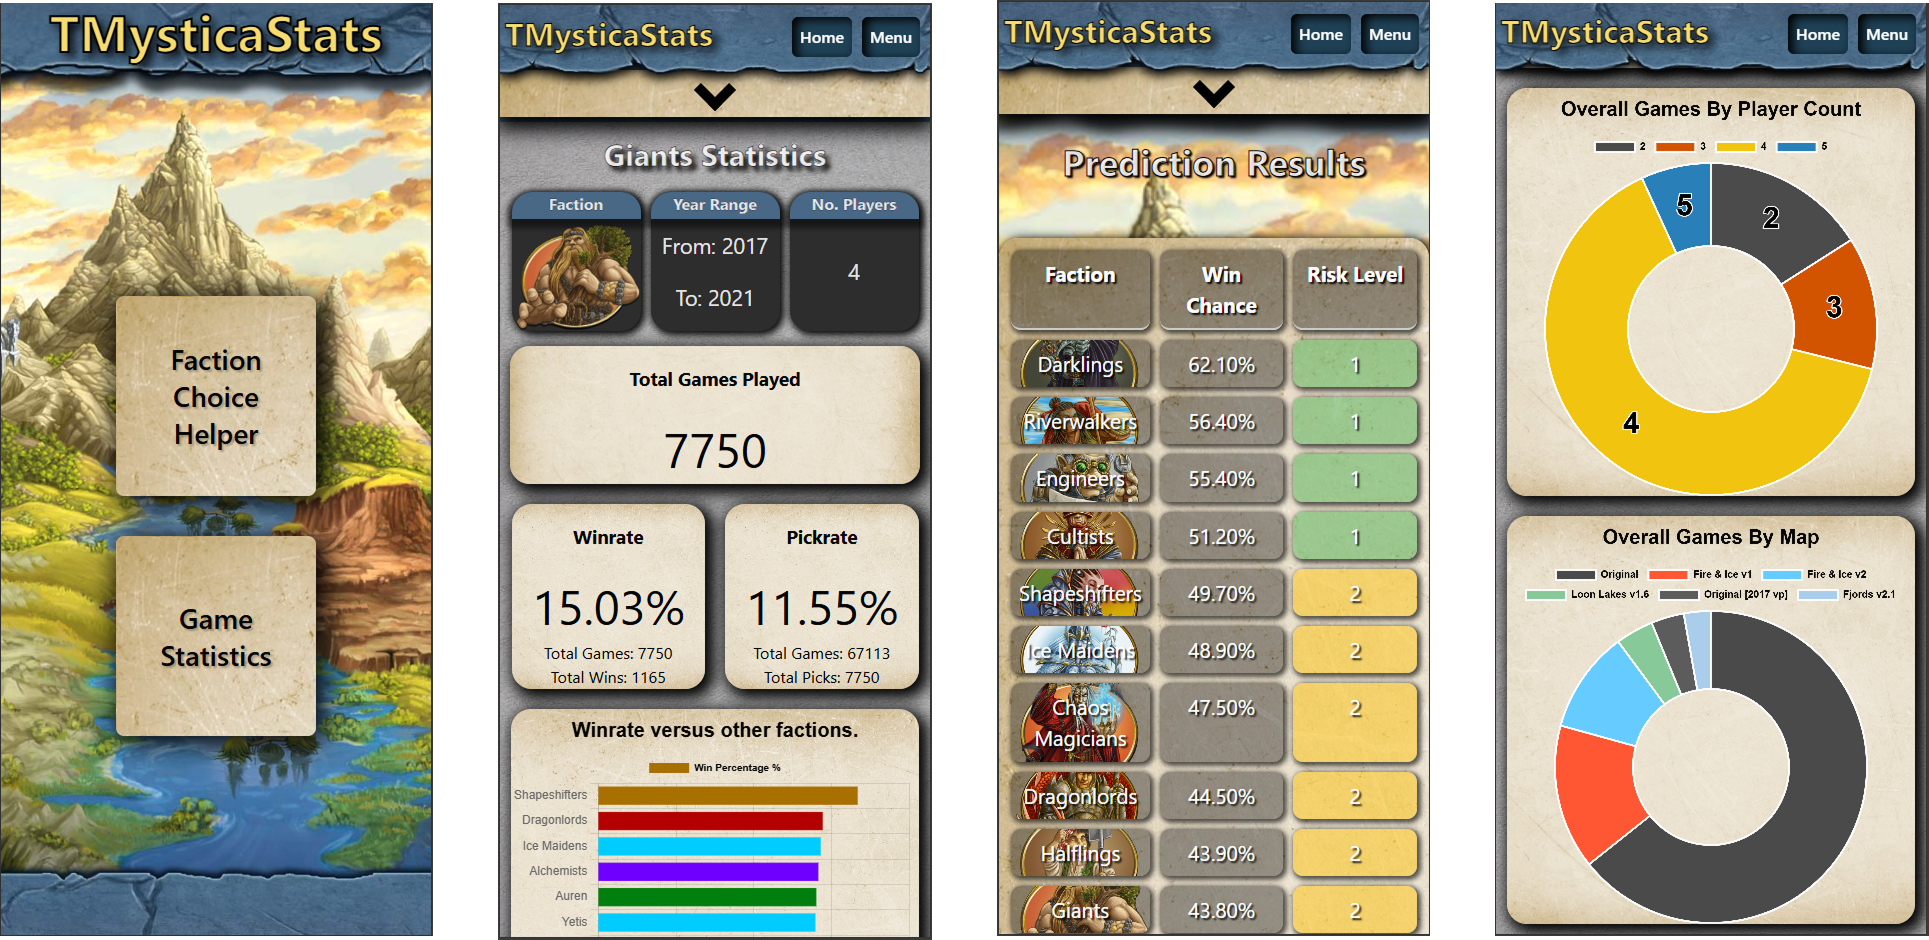 TMysticaStats
Faction
Choice
Helper
Game
Statistics
TMysticaStats
Home
Menu
Giants Statistics
Faction
Year Range
No. Players
From: 2017
To: 2021
4
Total Games Played
7750
Winrate
Pickrate
15.03%
11.55%
Total Games: 7750
Total Games: 67113
Total Wins: 1165
Total Picks: 7750
Winrate versus other factions.
Win Percentage %
Shapeshifters
Dragonlords
Ice Maidens
Alchemists
Auren
Yetis
TMysticaStats
Home
Menu
Prediction Results
Faction
Win
Chance
Risk Level
Darklings 62.10% 1
Riverwalkers 56.40% 1
Engineers 55.40% 1
Cultists 51.20% 1
Shapeshifters 49.70% 2
Ice Maidens 48.90% 2
Chaos 47.50% 2
Magicians
Dragonlords 44.50% 2
Halflings 43.90% 2
Giants 43.80% 2
TMysticaStats
Home
Menu
Overall Games By Player Count
2 3 4 5
5
2
3
4
Overall Games By Map
Original Fire & Ice v1 Fire & Ice v2
Loon Lakes v1.6 Original [2017 vp] Fjords v2.1